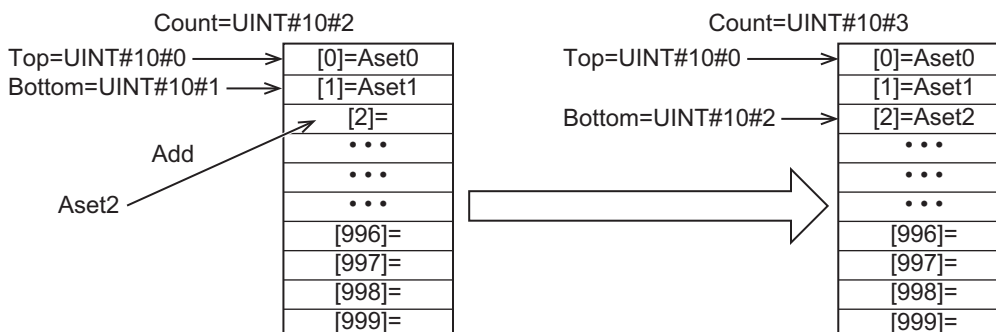 Count=UINT#10#2
Top=UINT#10#0
Bottom=UINT#10#1
[0]=Aset0
[1]=Aset1
[2]=
•••
•••
•••
[996]=
[997]=
[998]=
[999]=
Add
Aset2
Count=UINT#10#3
Top=UINT#10#0
Bottom=UINT#10#2
[0]=Aset0
[1]=Aset1
[2]=Aset2
•••
•••
•••
[996]=
[997]=
[998]=
[999]=